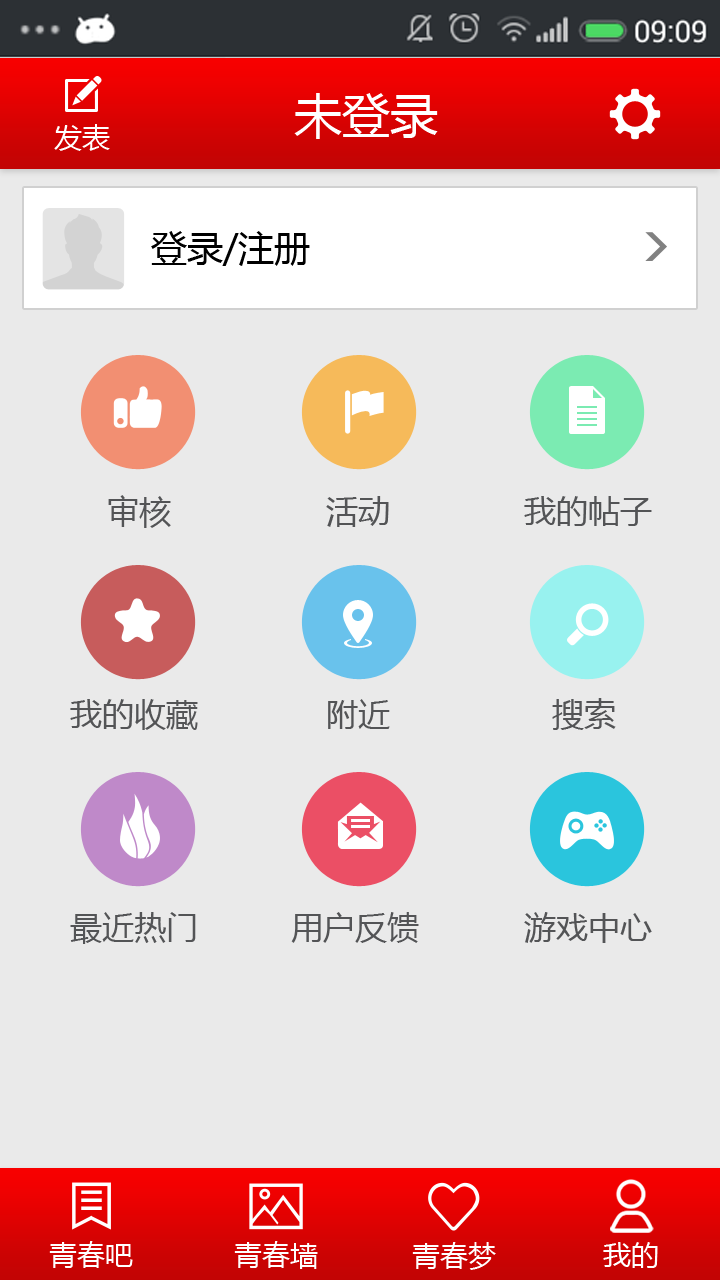 09:09
发表
未登录
登录/注册
审核
活动
我的帖子
我的收藏
附近
搜索
最近热门
用户反馈
游戏中心
青春吧
青春墙
青春梦
我的